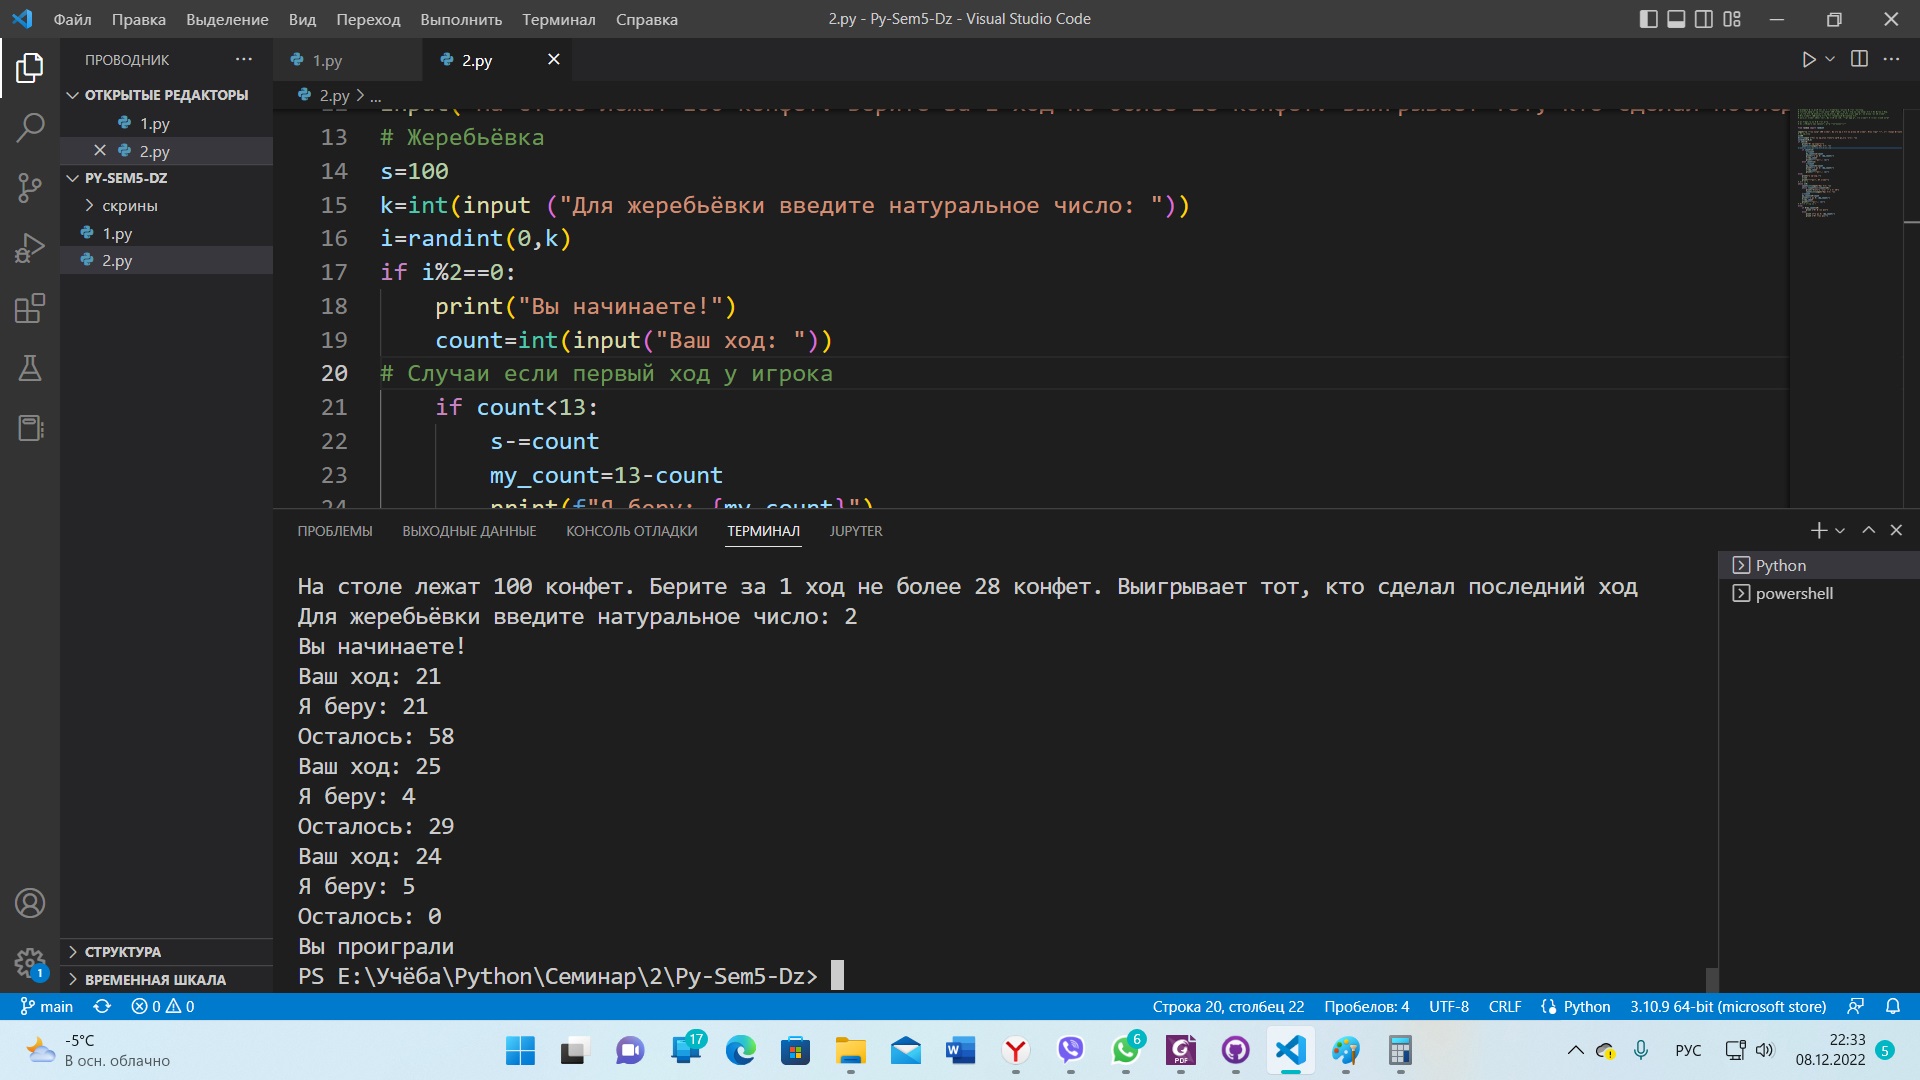 Файл Правка Выделение Вид Переход Выполнить Терминал Справка
2.py - Py-Sem5-Dz - Visual Studio Code
ПРОВОДНИК
ОТКРЫТЫЕ РЕДАКТОРЫ
1.py
2.py
PY-SEM5-DZ
скрины
1.py
2.py
СТРУКТУРА
ВРЕМЕННАЯ ШКАЛА
1
1.py
2.py
2.py > ...
13 # Жеребьёвка
14 s=100
15 k=int(input ("Для жеребьёвки введите натуральное число: "))
16 i=randint(0,k)
17 if i%2==0:
18 print("Вы начинаете!")
19 count=int(input("Ваш ход: "))
20 # Случаи если первый ход у игрока
21 if count<13:
22 s-=count
23 my_count=13-count
24 print(f"Я беру: {my_count}")
ПРОБЛЕМЫ ВЫХОДНЫЕ ДАННЫЕ КОНСОЛЬ ОТЛАДКИ ТЕРМИНАЛ JUPYTER
На столе лежат 100 конфет. Берите за 1 ход не более 28 конфет. Выигрывает тот, кто сделал последний ход
Для жеребьёвки введите натуральное число: 2
Вы начинаете!
Ваш ход: 21
Я беру: 21
Осталось: 58
Ваш ход: 25
Я беру: 4
Осталось: 29
Ваш ход: 24
Я беру: 5
Осталось: 0
Вы проиграли
PS E:\Учёба\Python\Семинар\2\Py-Sem5-Dz>
Python
powershell
main 0 0
Строка 20, столбец 22 Пробелов: 4 UTF-8 CRLF Python 3.10.9 64-bit (microsoft store)
-5°C
В осн. облачно
17
6
РУС
22:33
08.12.2022
5